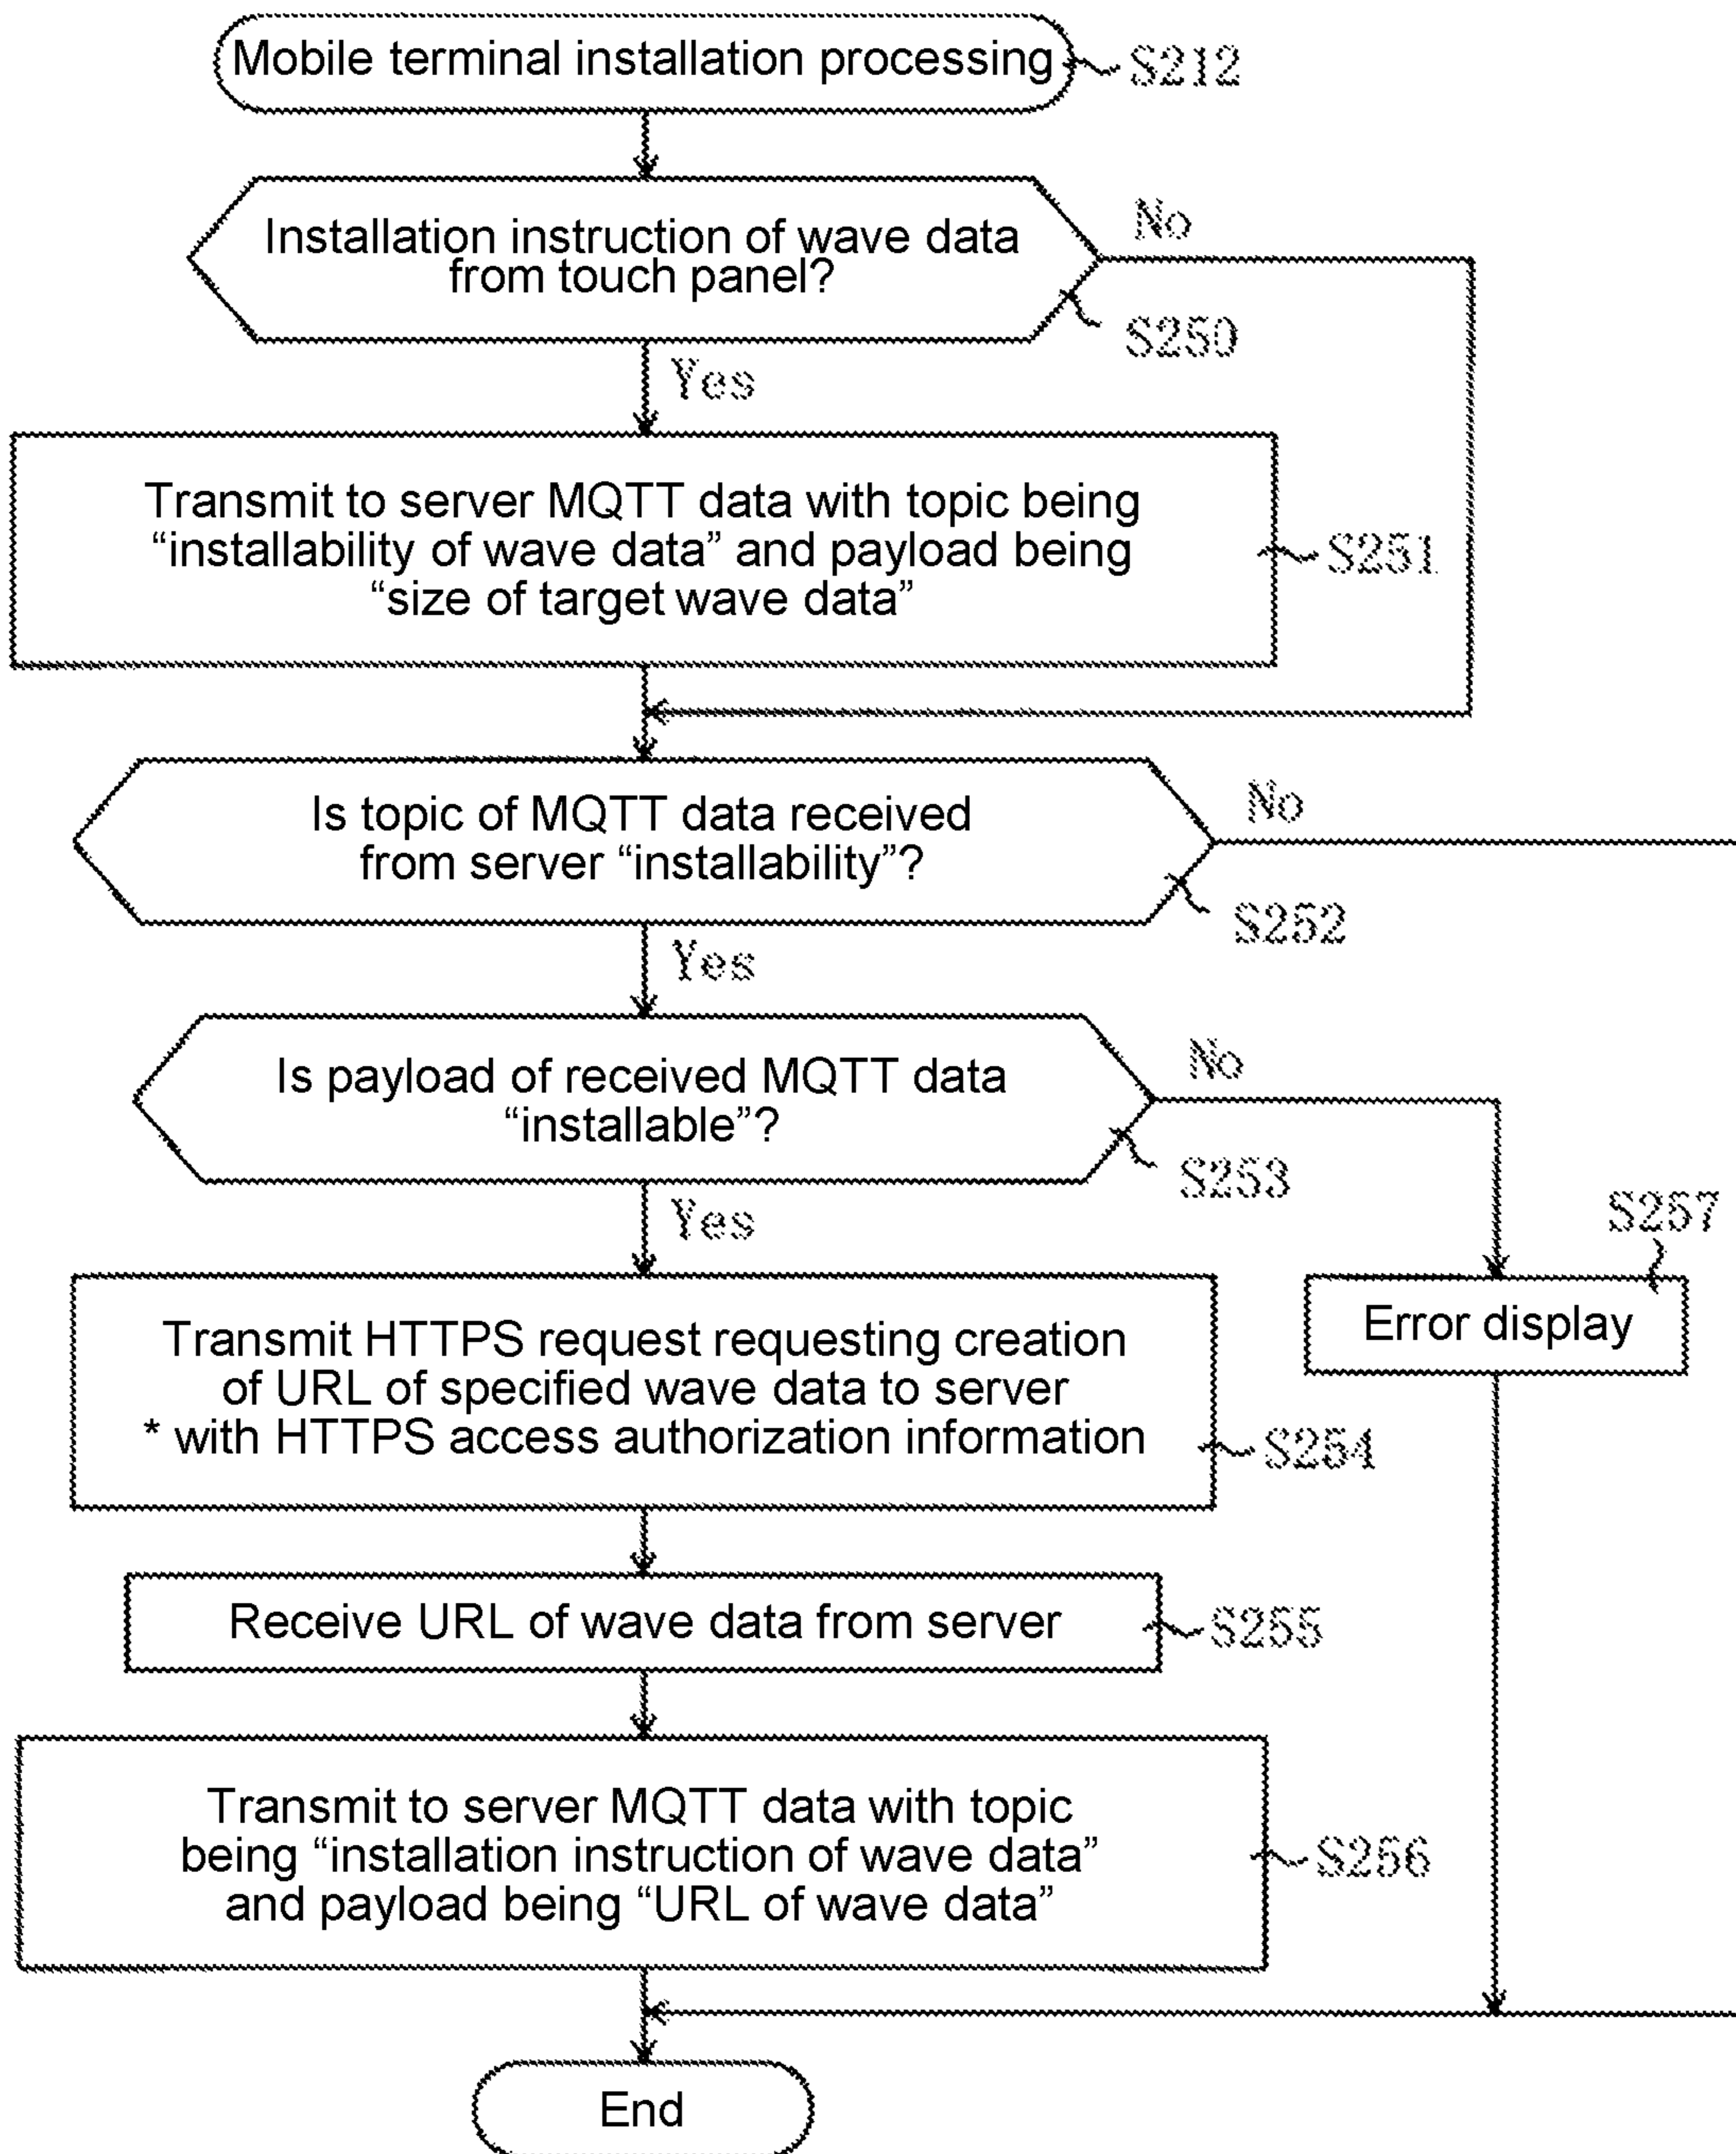 Mobile terminal installation processing
S212
Installation instruction of wave data
from touch panel?
No
S250
Yes
Transmit to server MQTT data with topic being
“installability of wave data” and payload being
“size of target wave data”
S251
Is topic of MQTT data received
from server “installability”?
No
S252
Yes
Is payload of received MQTT data
“installable”?
No
S253
Yes
S257
Error display
Transmit HTTPS request requesting creation
of URL of specified wave data to server
* with HTTPS access authorization information
S254
Receive URL of wave data from server
S255
Transmit to server MQTT data with topic
being “installation instruction of wave data”
and payload being “URL of wave data”
S256
End